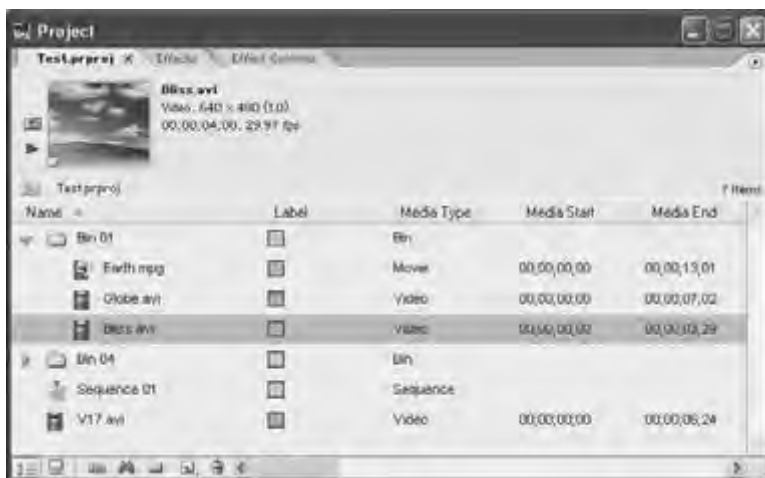 Project
Test.prproj × Effects Effect Controls
Bliss.avi
Video, 640 × 480 (1.0)
00;00;04;00, 29.97 fps
Test.prproj
7 Items
Name Label Media Type Media Start Media End
Bin 01 Bin
Earth.mpg Movie 00;00;00;00 00;00;13;01
Globe.avi Video 00;00;00;00 00;00;07;02
Bliss.avi Video 00;00;00;00 00;00;03;29
Bin 04 Bin
Sequence 01 Sequence
V17.avi Video 00;00;00;00 00;00;06;24